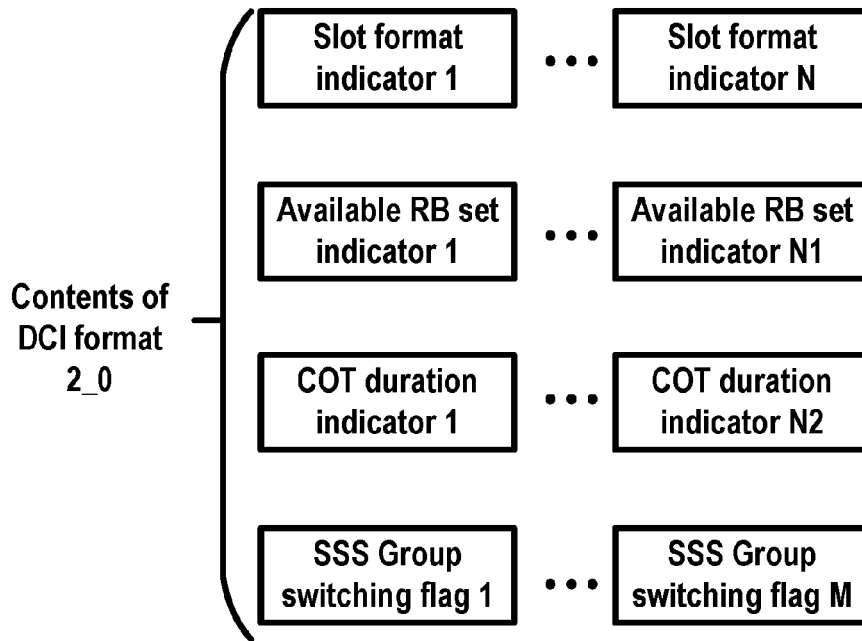 Slot format
indicator 1
•••
Slot format
indicator N
Available RB set
indicator 1
•••
Available RB set
indicator N1
Contents of
DCI format
2_0
COT duration
indicator 1
•••
COT duration
indicator N2
SSS Group
switching flag 1
•••
SSS Group
switching flag M